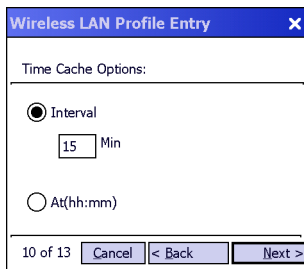 Wireless LAN Profile Entry X
Time Cache Options:
Interval
15 Min
At(hh:mm)
10 of 13 Cancel < Back Next >